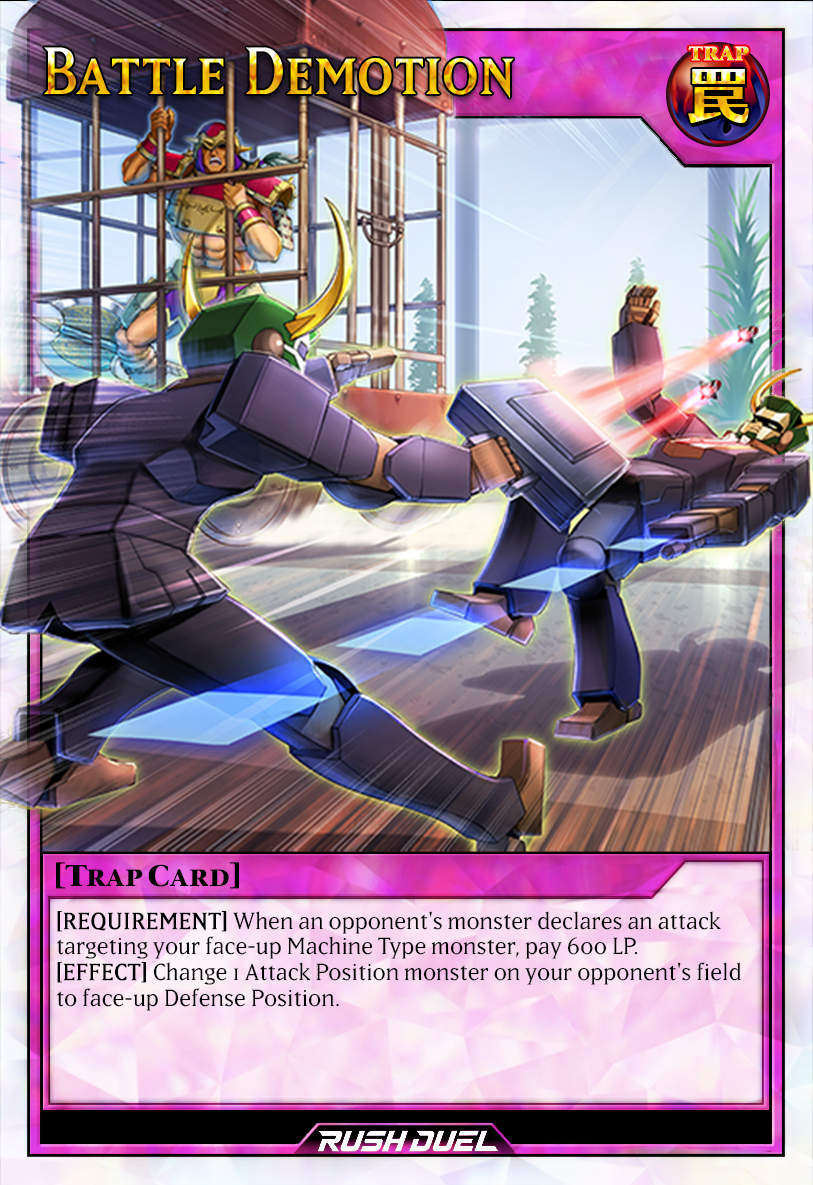 BATTLE DEMOTION
TRAP
罠
[TRAP CARD]
[REQUIREMENT] When an opponent's monster declares an attack
targeting your face-up Machine Type monster, pay 600 LP.
[EFFECT] Change 1 Attack Position monster on your opponent's field
to face-up Defense Position.
RUSH DUEL